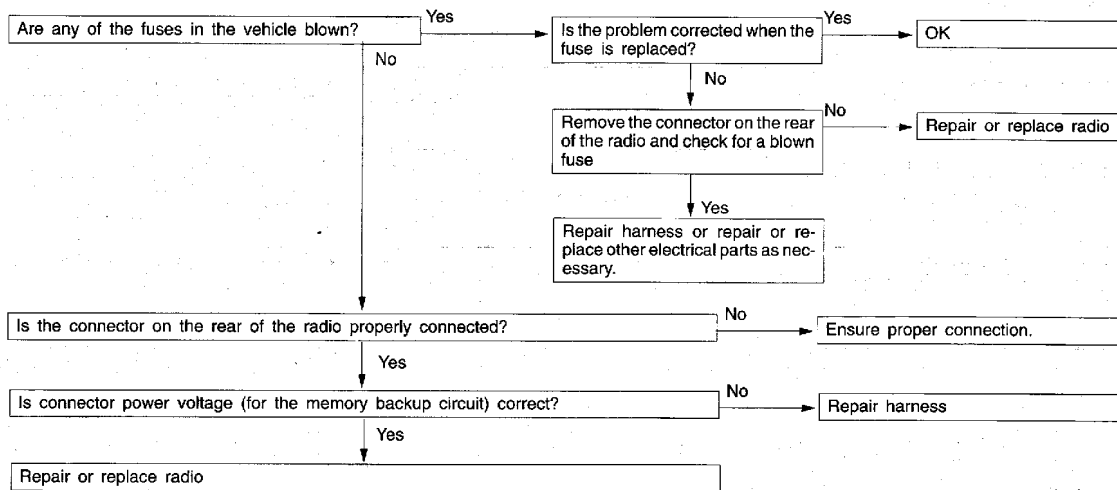 Are any of the fuses in the vehicle blown?
Yes
Is the problem corrected when the
fuse is replaced?
Yes
OK
No
No
Remove the connector on the rear
of the radio and check for a blown
fuse
No
Repair or replace radio
Yes
Repair harness or repair or re-
place other electrical parts as nec-
essary.
Is the connector on the rear of the radio properly connected?
No
Ensure proper connection.
Yes
Is connector power voltage (for the memory backup circuit) correct?
No
Repair harness
Yes
Repair or replace radio